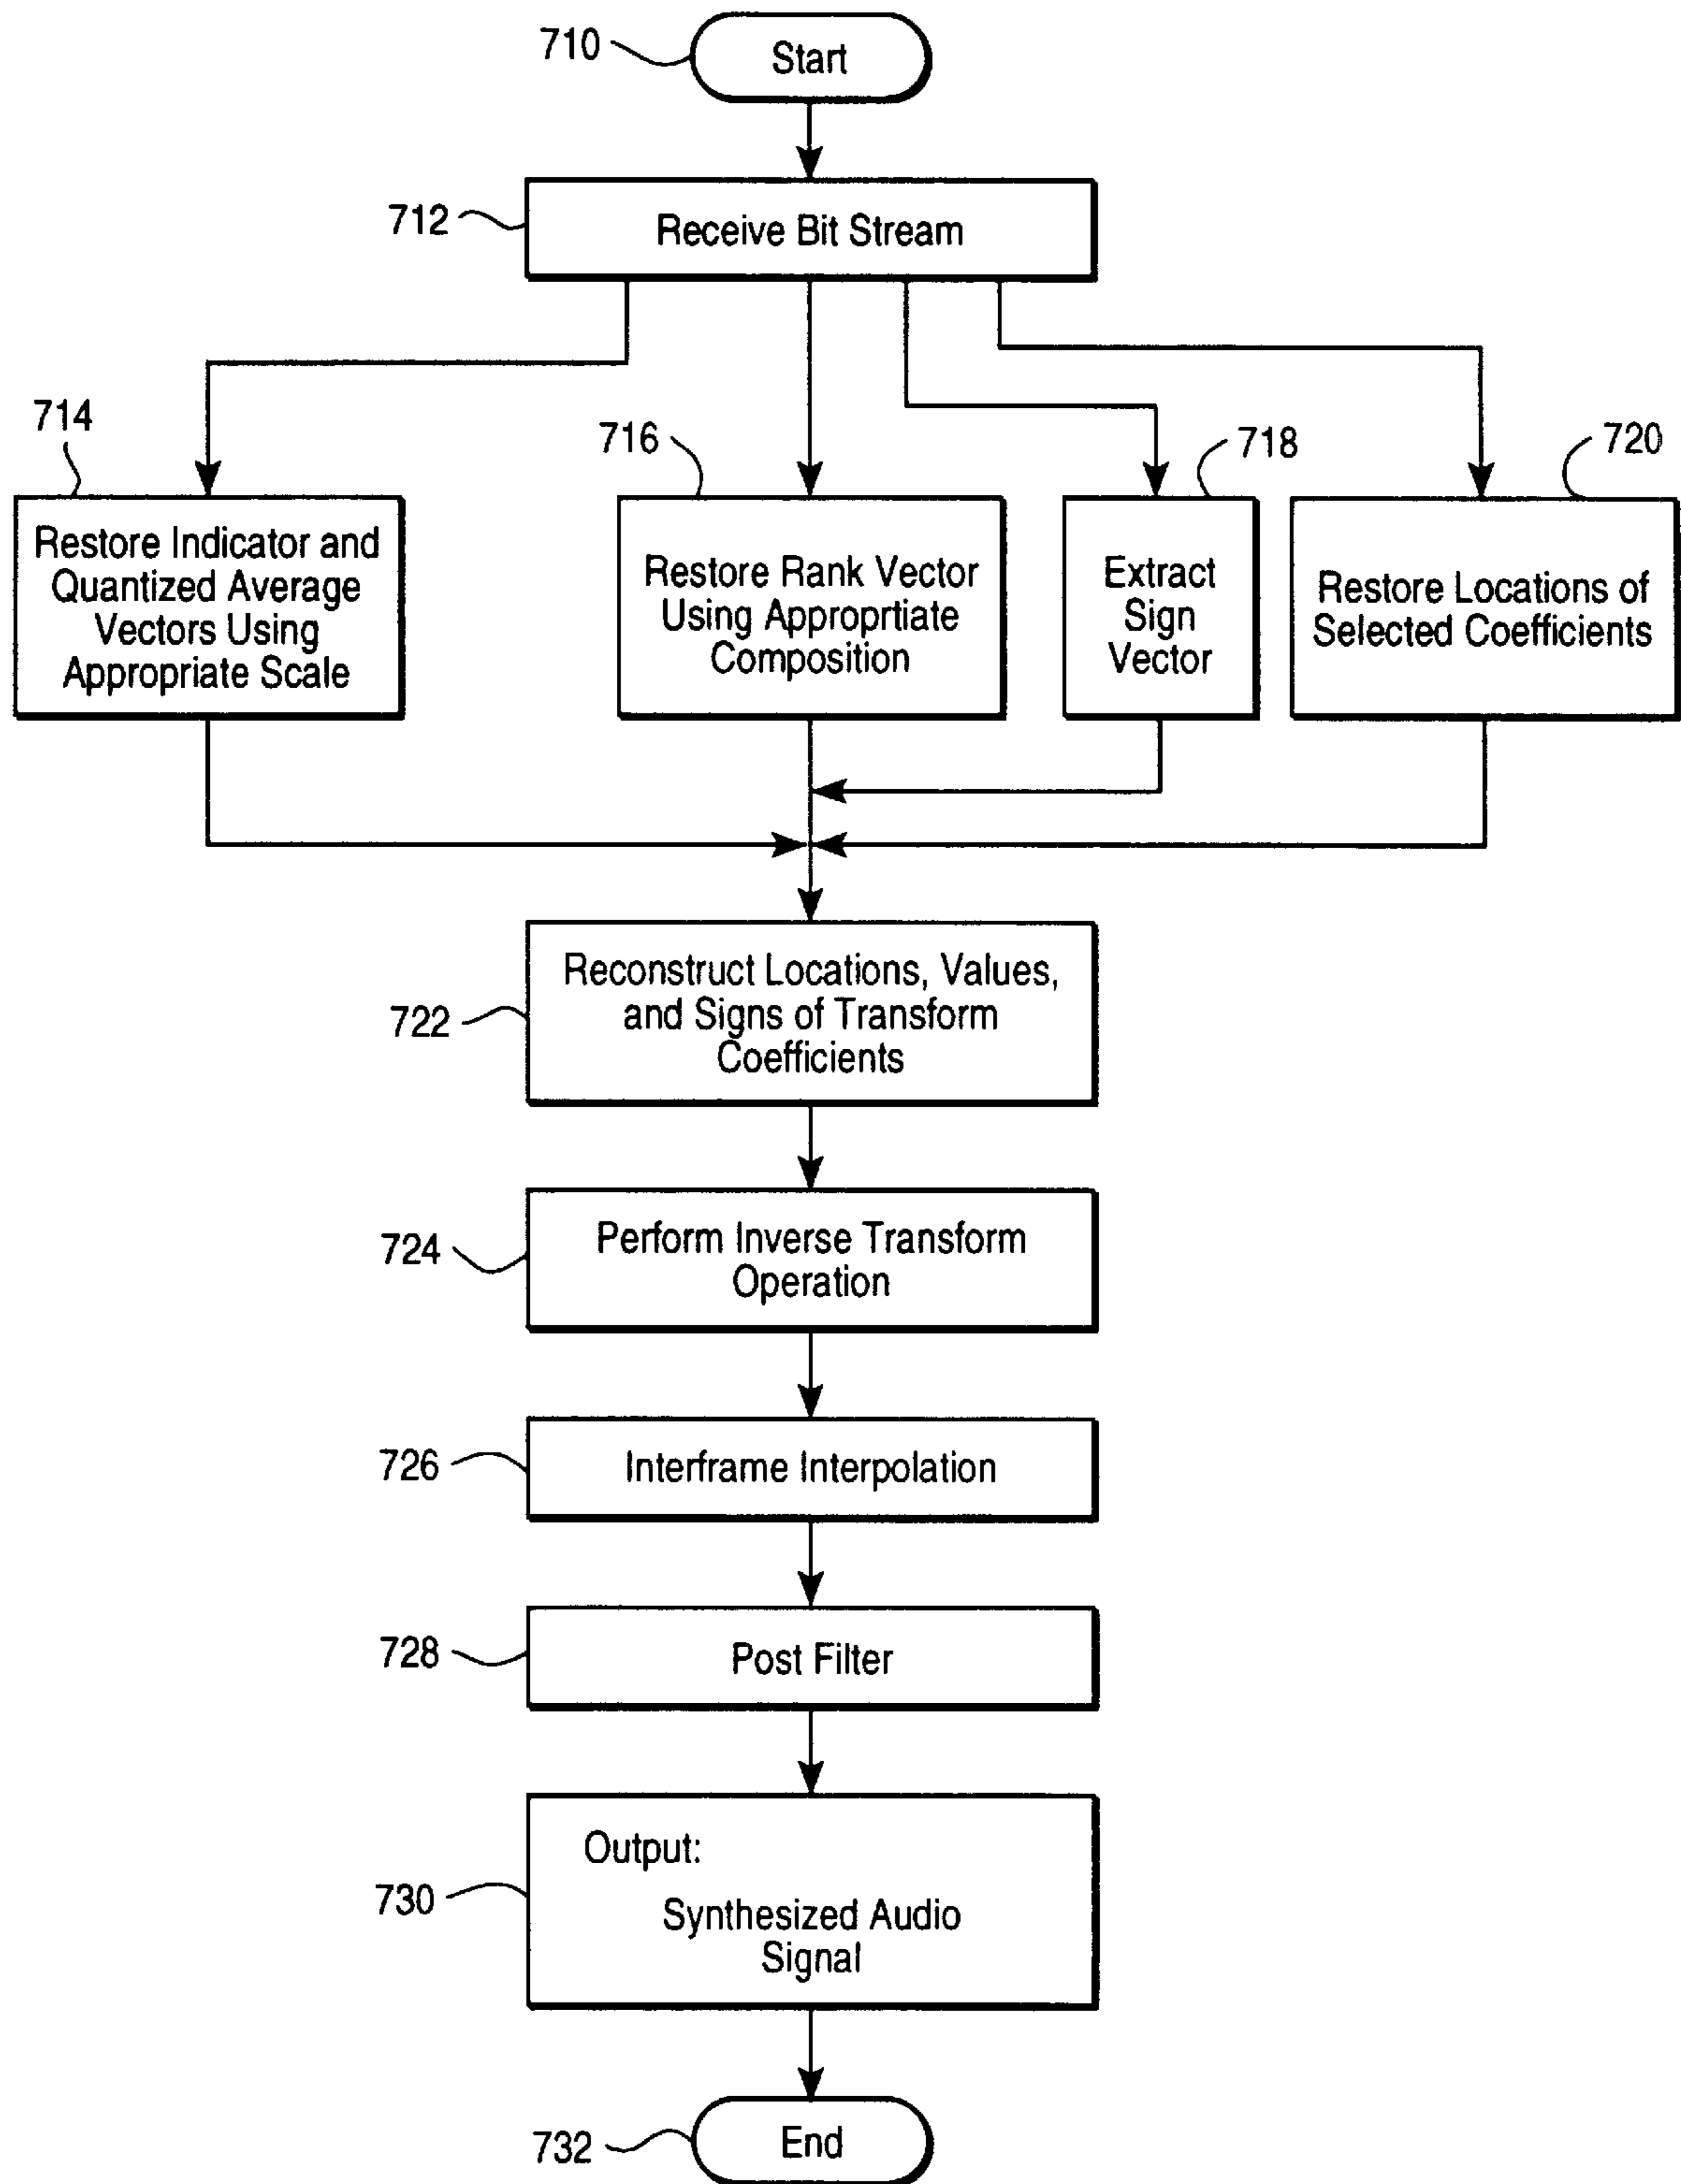 710
Start
712
Receive Bit Stream
714
Restore Indicator and
Quantized Average
Vectors Using
Appropriate Scale
716
Restore Rank Vector
Using Approprtiate
Composition
718
Extract
Sign
Vector
720
Restore Locations of
Selected Coefficients
722
Reconstruct Locations, Values,
and Signs of Transform
Coefficients
724
Perform Inverse Transform
Operation
726
Interframe Interpolation
728
Post Filter
730
Output:
Synthesized Audio
Signal
732
End